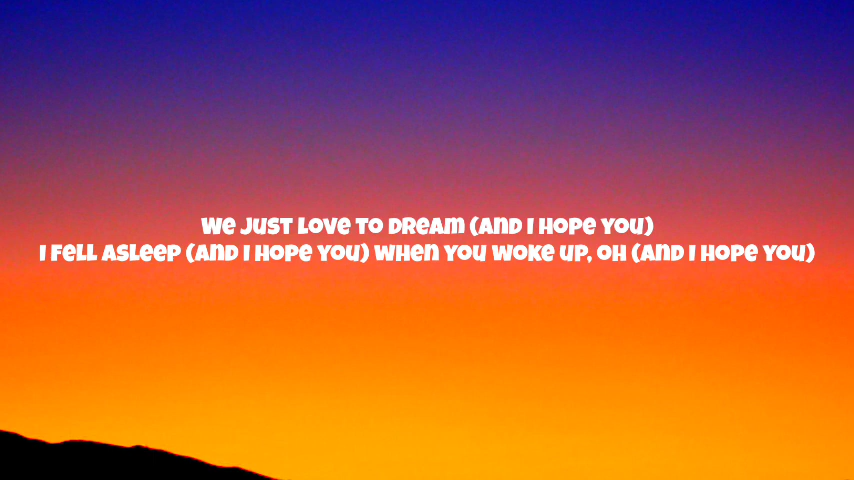 We just love to dream (and I hope you)
I fell asleep (and I hope you) when you woke up, oh (and I hope you)